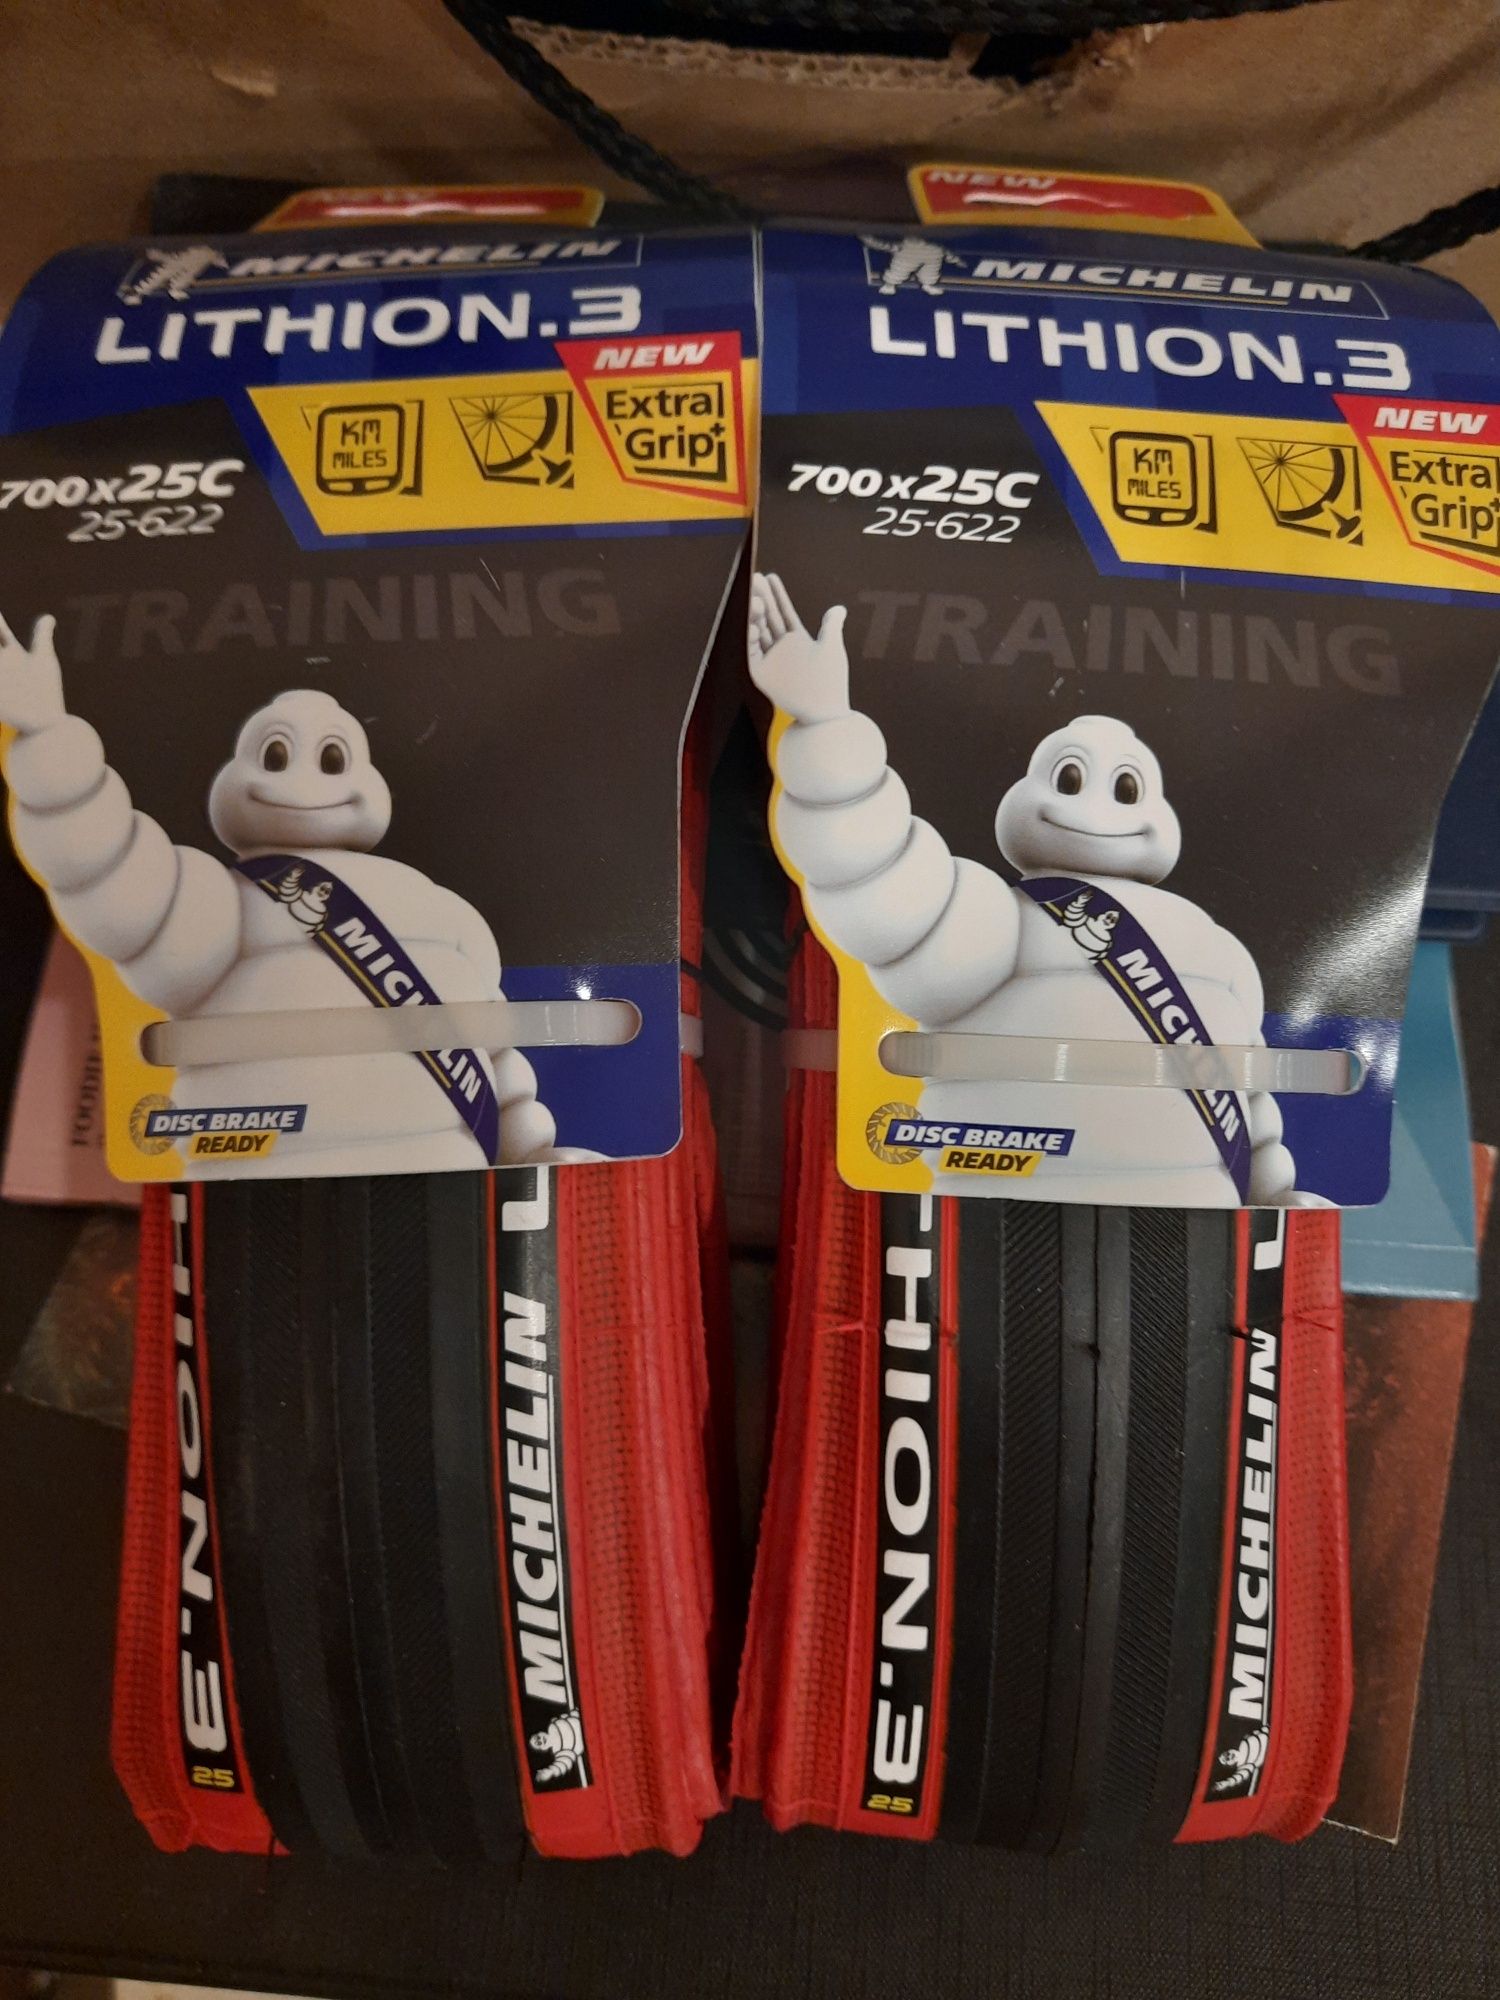 NEW
MICHELIN
LITHION.3
NEW
KM
MILES
Extra
Grip+
700x25C
25-622
TRAINING
MICHELIN
DISC BRAKE
READY
HION.3
25
MICHELIN
NEW
MICHELIN
LITHION.3
NEW
KM
MILES
Extra
Grip+
700x25C
25-622
TRAINING
MICHELIN
DISC BRAKE
READY
HION.3
25
MICHELIN